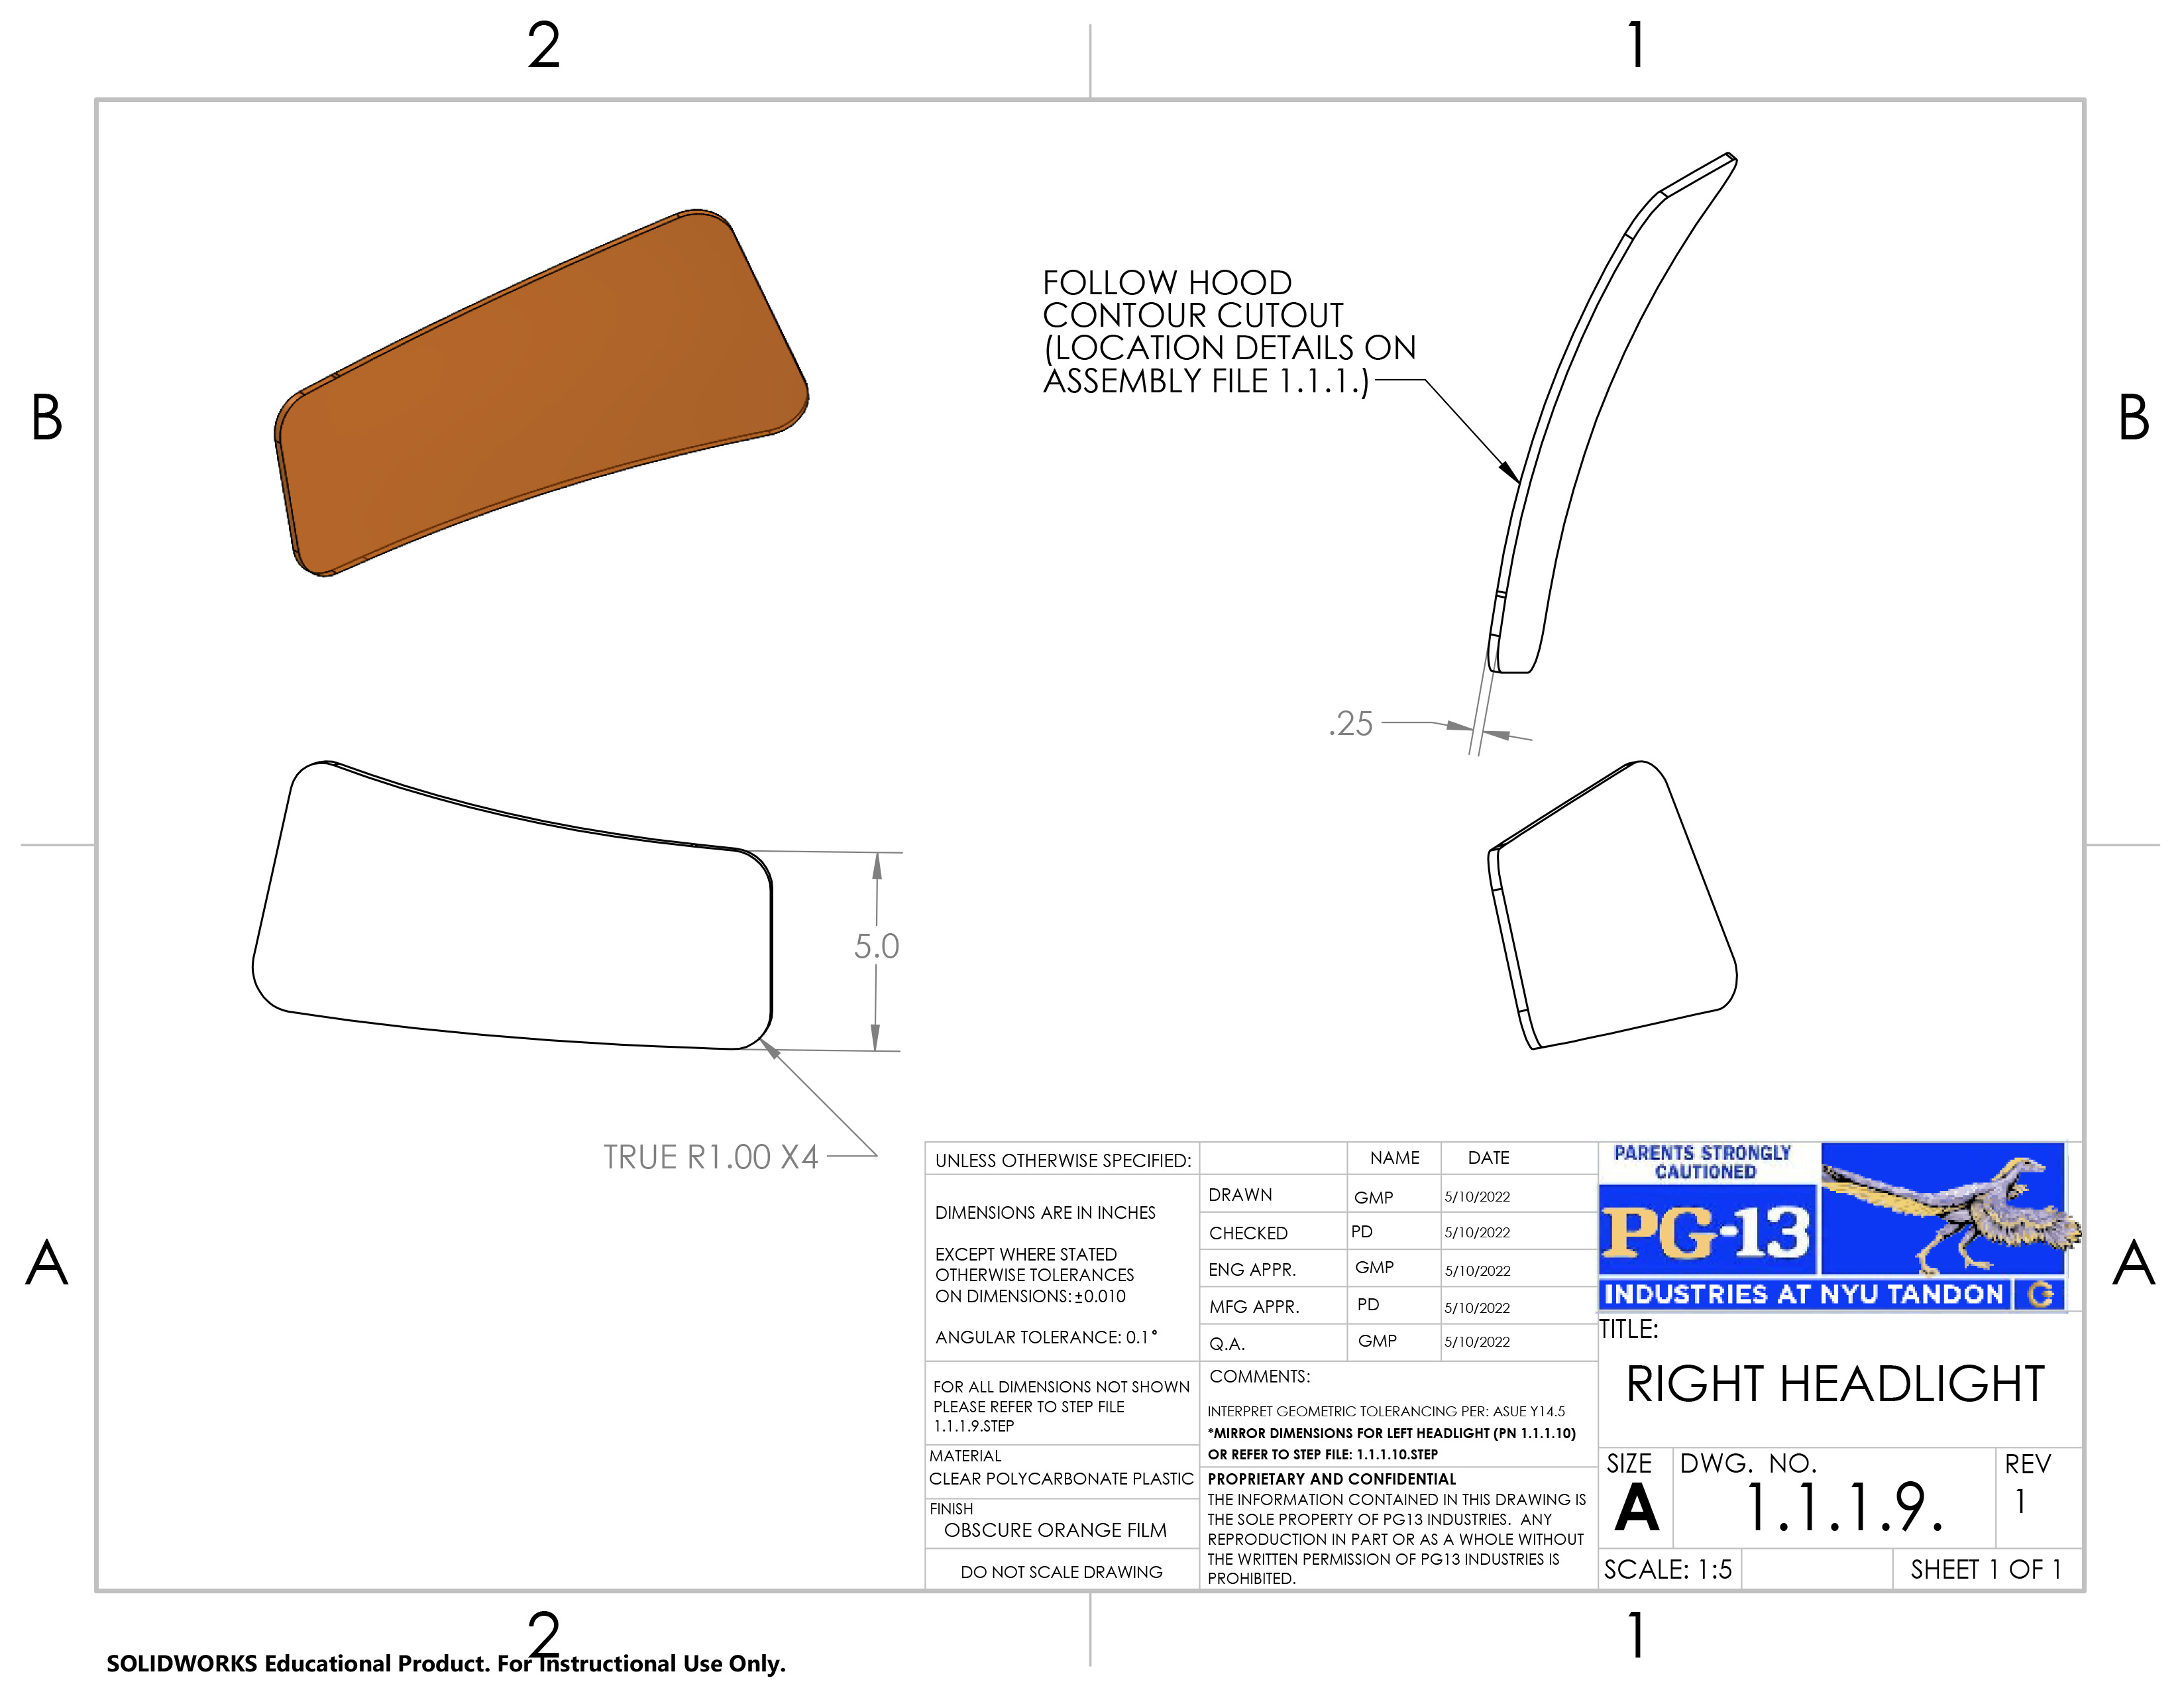 2
1
B
B
FOLLOW HOOD
CONTOUR CUTOUT
(LOCATION DETAILS ON
ASSEMBLY FILE 1.1.1.)
.25
5.0
TRUE R1.00 X4
A
A
UNLESS OTHERWISE SPECIFIED:
DIMENSIONS ARE IN INCHES
EXCEPT WHERE STATED
OTHERWISE TOLERANCES
ON DIMENSIONS: ±0.010
ANGULAR TOLERANCE: 0.1°
FOR ALL DIMENSIONS NOT SHOWN
PLEASE REFER TO STEP FILE
1.1.1.9.STEP
MATERIAL
CLEAR POLYCARBONATE PLASTIC
FINISH
OBSCURE ORANGE FILM
DO NOT SCALE DRAWING
NAME DATE
DRAWN GMP 5/10/2022
CHECKED PD 5/10/2022
ENG APPR. GMP 5/10/2022
MFG APPR. PD 5/10/2022
Q.A. GMP 5/10/2022
COMMENTS:
INTERPRET GEOMETRIC TOLERANCING PER: ASUE Y14.5
*MIRROR DIMENSIONS FOR LEFT HEADLIGHT (PN 1.1.1.10)
OR REFER TO STEP FILE: 1.1.1.10.STEP
PROPRIETARY AND CONFIDENTIAL
THE INFORMATION CONTAINED IN THIS DRAWING IS
THE SOLE PROPERTY OF PG13 INDUSTRIES. ANY
REPRODUCTION IN PART OR AS A WHOLE WITHOUT
THE WRITTEN PERMISSION OF PG13 INDUSTRIES IS
PROHIBITED.
PARENTS STRONGLY
CAUTIONED
PG-13
INDUSTRIES AT NYU TANDON G
TITLE:
RIGHT HEADLIGHT
SIZE
A
DWG. NO.
1.1.1.9.
REV
1
SCALE: 1:5
SHEET 1 OF 1
2
1
SOLIDWORKS Educational Product. For Instructional Use Only.